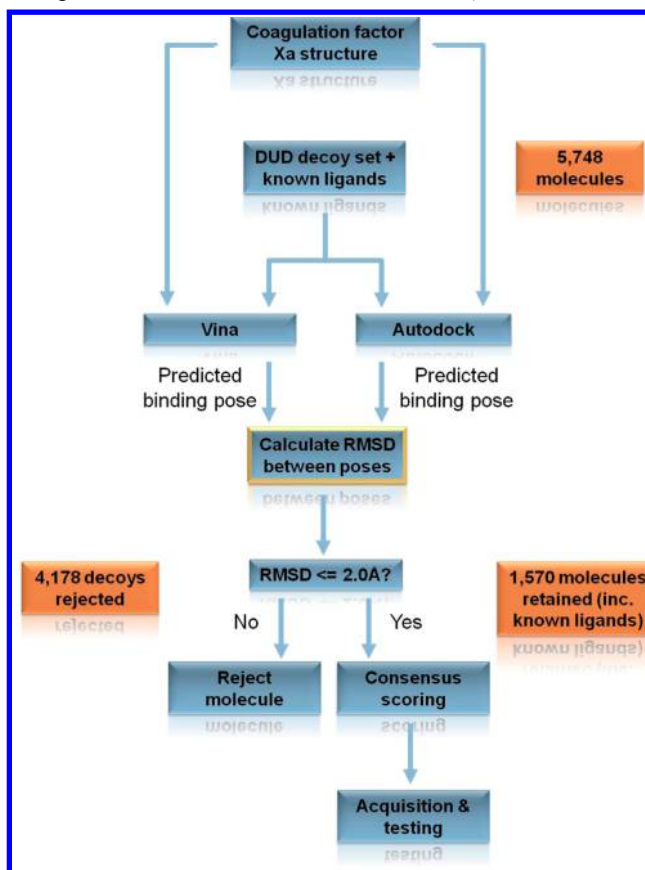 Coagulation factor
Xa structure
DUD decoy set +
known ligands
5,748
molecules
Vina
Autodock
Predicted
binding pose
Predicted
binding pose
Calculate RMSD
between poses
4,178 decoys
rejected
RMSD <= 2.0A?
1,570 molecules
retained (inc.
known ligands)
No
Yes
Reject
molecule
Consensus
scoring
Acquisition &
testing